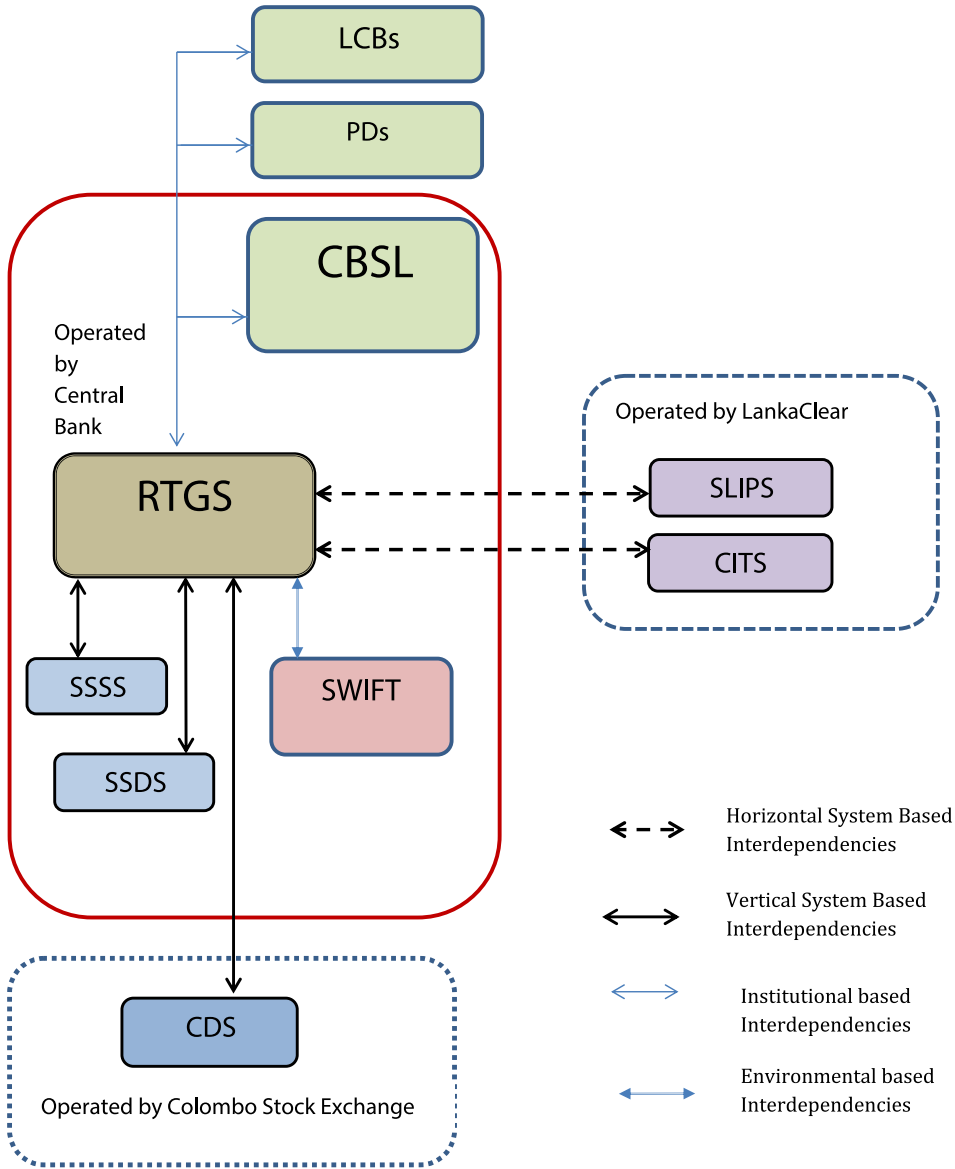 LCBs
PDs
CBSL
Operated
by
Central
Bank
RTGS
Operated by LankaClear
SLIPS
CITS
SSSS
SWIFT
SSDS
CDS
Operated by Colombo Stock Exchange
Horizontal System Based
Interdependencies
Vertical System Based
Interdependencies
Institutional based
Interdependencies
Environmental based
Interdependencies